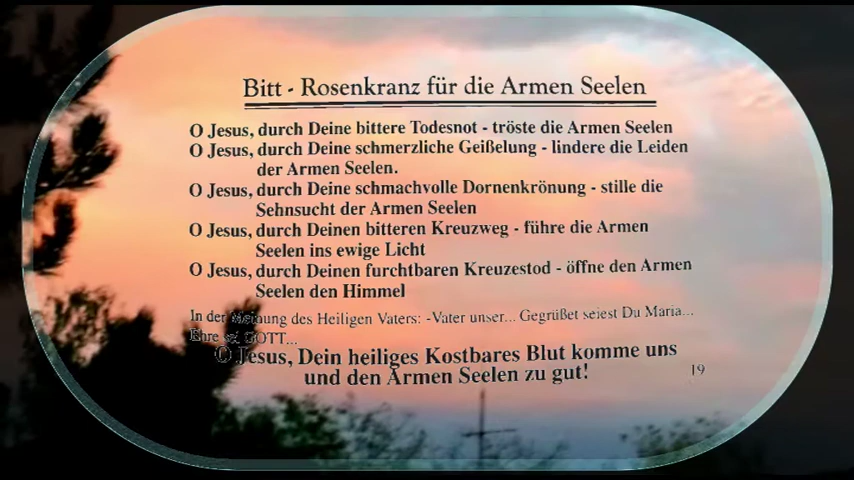 Bitt - Rosenkranz für die Armen Seelen
O Jesus, durch Deine bittere Todesnot - tröste die Armen Seelen
O Jesus, durch Deine schmerzliche Geißelung - lindere die Leiden
der Armen Seelen.
O Jesus, durch Deine schmachvolle Dornenkrönung - stille die
Sehnsucht der Armen Seelen
O Jesus, durch Deinen bitteren Kreuzweg - führe die Armen
Seelen ins ewige Licht
O Jesus, durch Deinen furchtbaren Kreuzestod - öffne den Armen
Seelen den Himmel
In der Meinung des Heiligen Vaters: -Vater unser... Gegrüßet seiest Du Maria...
Ehre sei GOTT...
O Jesus, Dein heiliges Kostbares Blut komme uns
und den Armen Seelen zu gut!
19